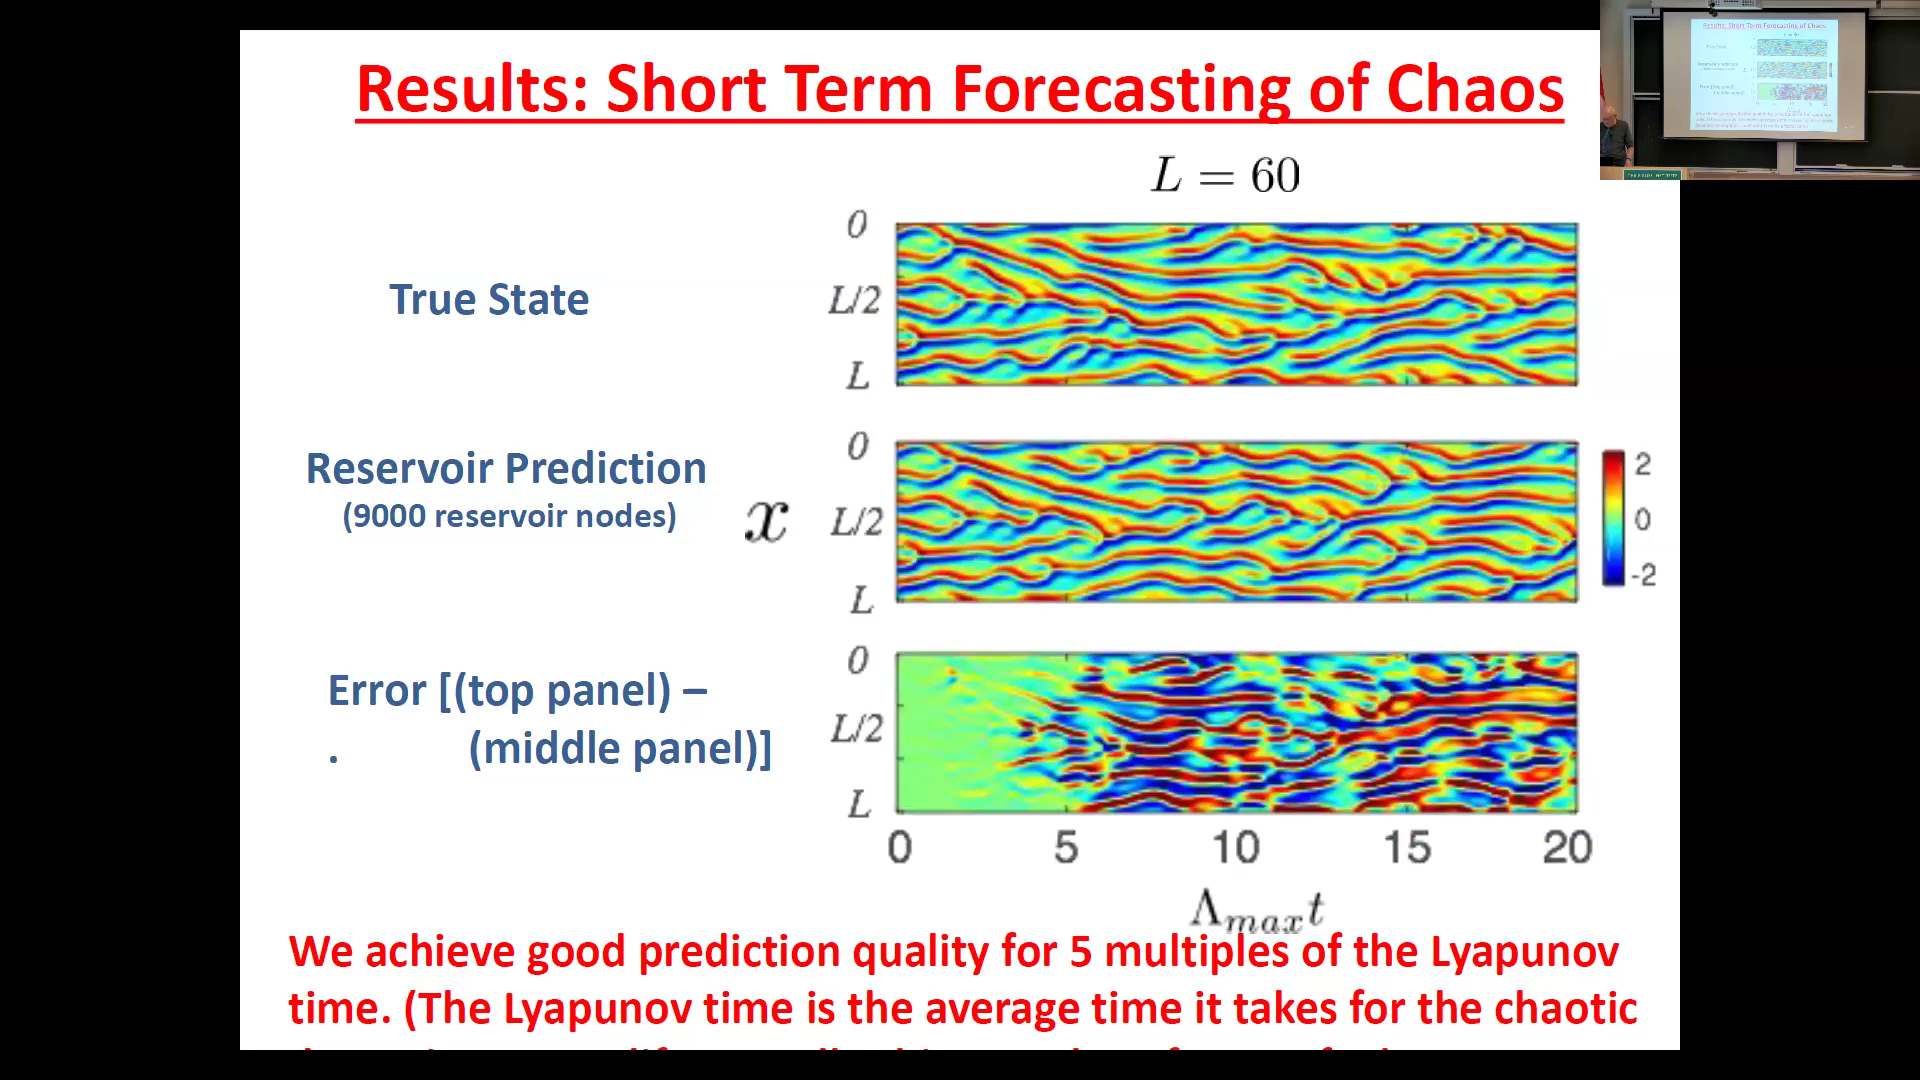 Results: Short Term Forecasting of Chaos
L = 60
True State
0
L/2
L
Reservoir Prediction
(9000 reservoir nodes)
x
0
L/2
L
2
0
-2
Error [(top panel) –
. (middle panel)]
0
L/2
L
0 5 10 15 20
Λmax t
We achieve good prediction quality for 5 multiples of the Lyapunov
time. (The Lyapunov time is the average time it takes for the chaotic